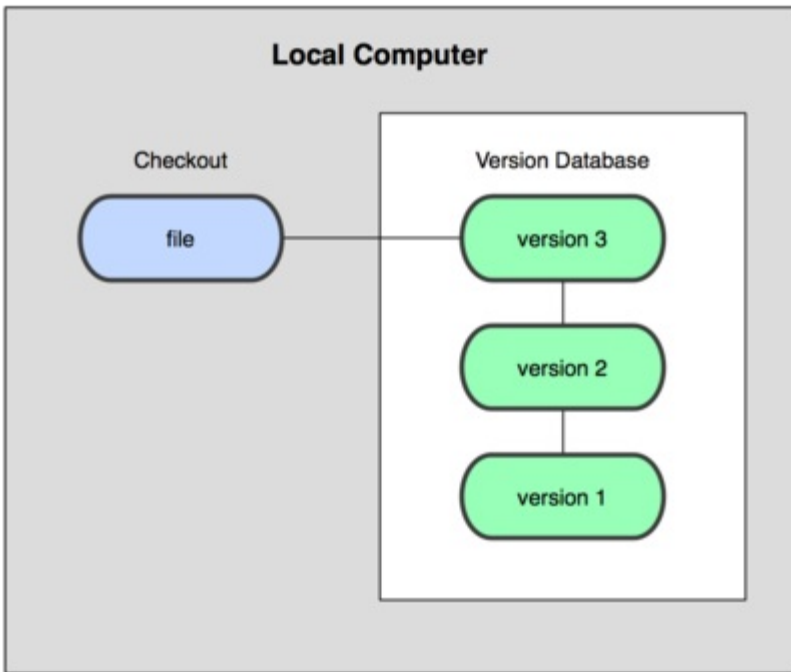 Local Computer
Checkout
Version Database
file
version 3
version 2
version 1